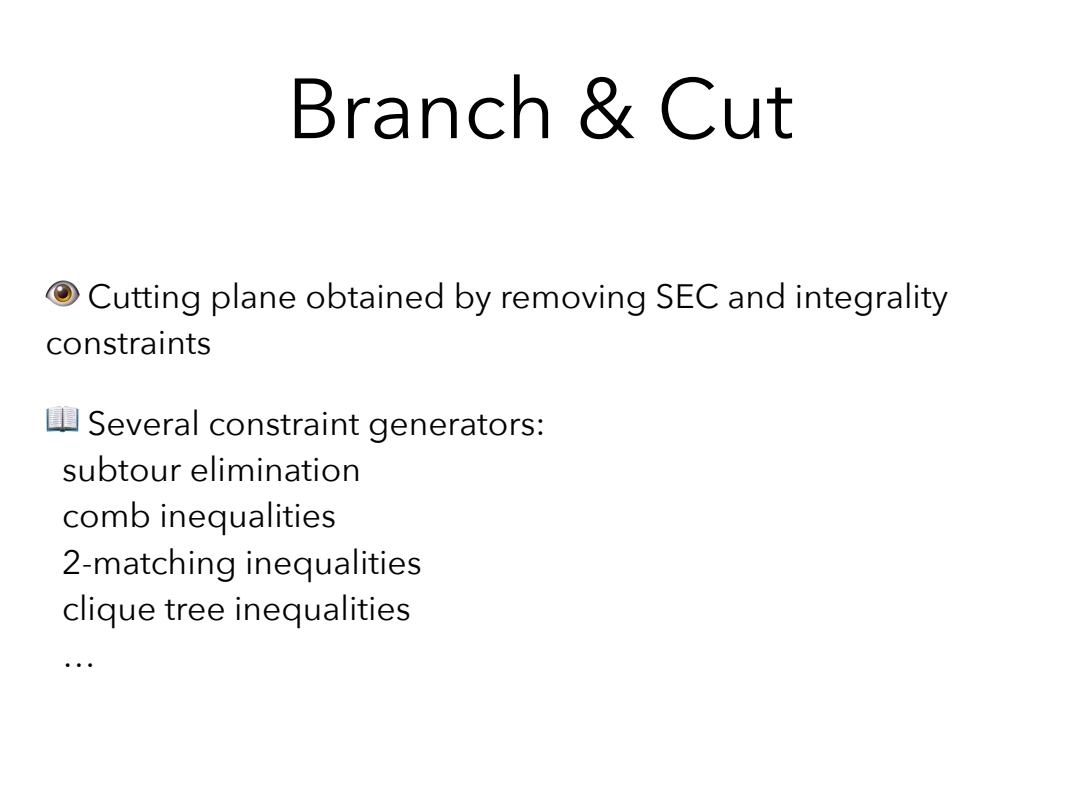 Branch & Cut
👁 Cutting plane obtained by removing SEC and integrality
constraints
📖 Several constraint generators:
subtour elimination
comb inequalities
2-matching inequalities
clique tree inequalities
…